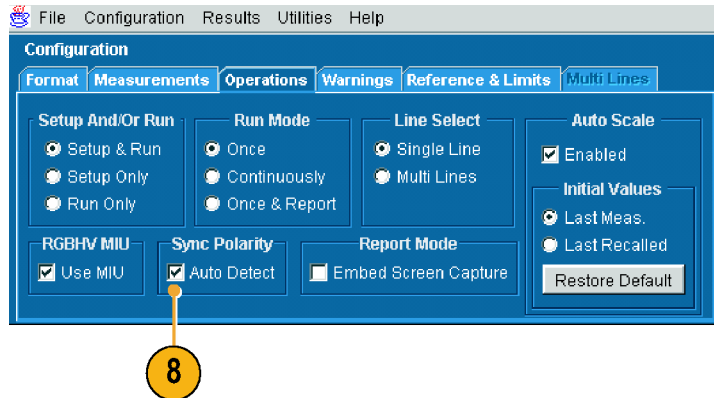 File Configuration Results Utilities Help
Configuration
Format Measurements Operations Warnings Reference & Limits Multi Lines
Setup And/Or Run
Setup & Run
Setup Only
Run Only
Run Mode
Once
Continuously
Once & Report
Line Select
Single Line
Multi Lines
Auto Scale
Enabled
Initial Values
Last Meas.
Last Recalled
Restore Default
RGBHV MIU
Use MIU
Sync Polarity
Auto Detect
Report Mode
Embed Screen Capture
8